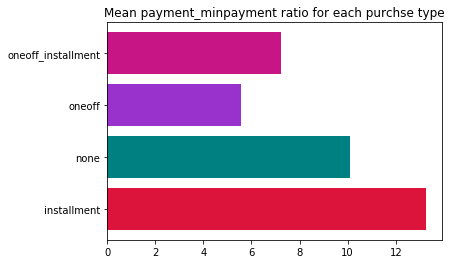 Mean payment_minpayment ratio for each purchse type
oneoff_installment
oneoff
none
installment
0 2 4 6 8 10 12